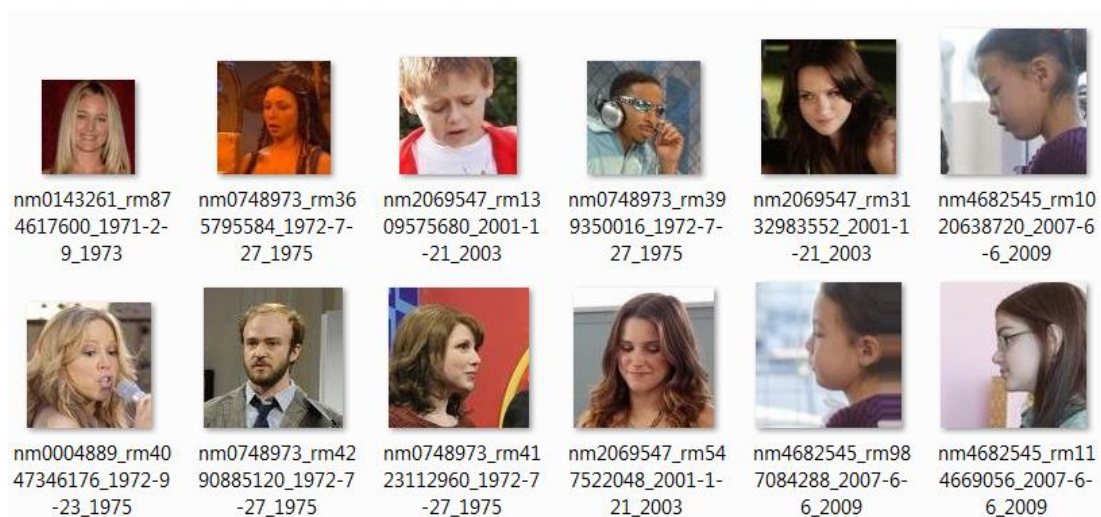 nm0143261_rm87
4617600_1971-2-
9_1973
nm0748973_rm36
5795584_1972-7-
27_1975
nm2069547_rm13
09575680_2001-1
-21_2003
nm0748973_rm39
9350016_1972-7-
27_1975
nm2069547_rm31
32983552_2001-1
-21_2003
nm4682545_rm10
20638720_2007-6
-6_2009
nm0004889_rm40
47346176_1972-9
-23_1975
nm0748973_rm42
90885120_1972-7
-27_1975
nm0748973_rm41
23112960_1972-7
-27_1975
nm2069547_rm54
7522048_2001-1-
21_2003
nm4682545_rm98
7084288_2007-6-
6_2009
nm4682545_rm11
4669056_2007-6-
6_2009